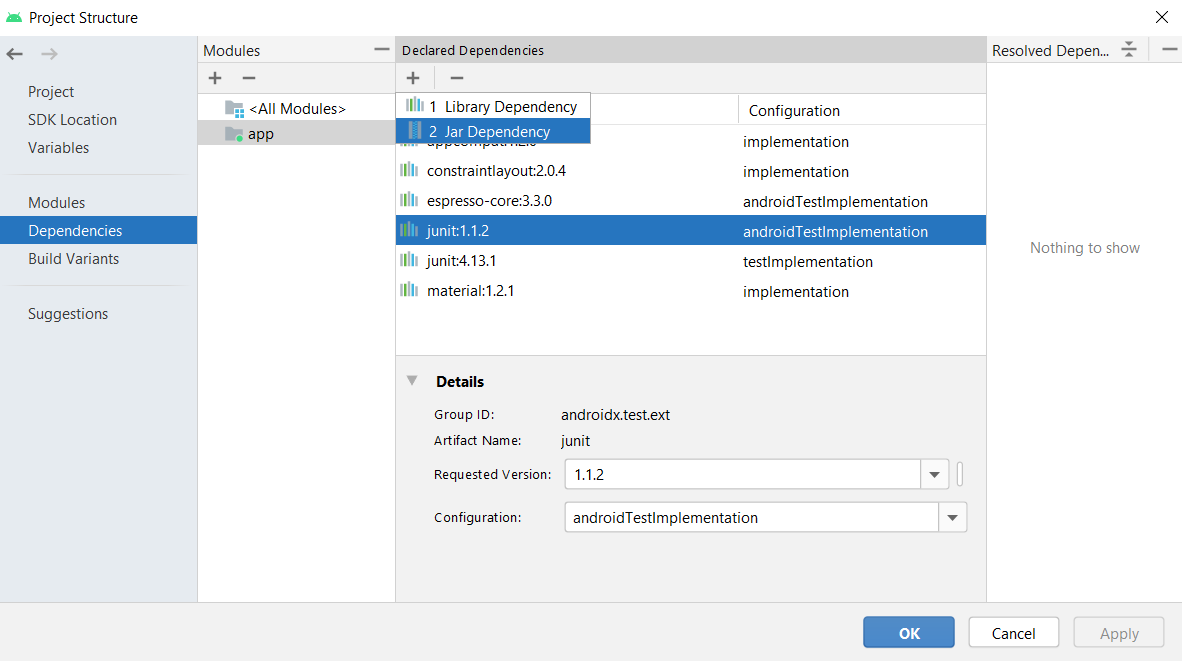 Project Structure
Modules
Declared Dependencies
Resolved Depen...
Project
SDK Location
Variables
Modules
Dependencies
Build Variants
Suggestions
<All Modules>
app
1 Library Dependency
2 Jar Dependency
Configuration
implementation
constraintlayout:2.0.4 implementation
espresso-core:3.3.0 androidTestImplementation
junit:1.1.2 androidTestImplementation
junit:4.13.1 testImplementation
material:1.2.1 implementation
Nothing to show
Details
Group ID: androidx.test.ext
Artifact Name: junit
Requested Version: 1.1.2
Configuration: androidTestImplementation
OK Cancel Apply